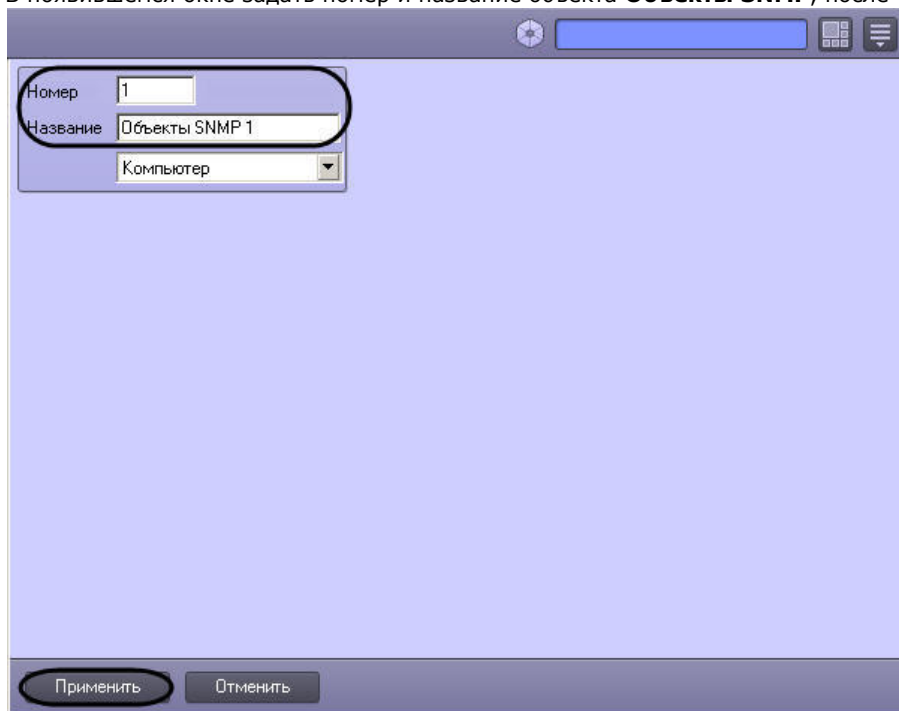 В появившемся окне задать номер и название объекта Объекты SNMP, после
Номер 1
Название Объекты SNMP 1
Компьютер
Применить Отменить